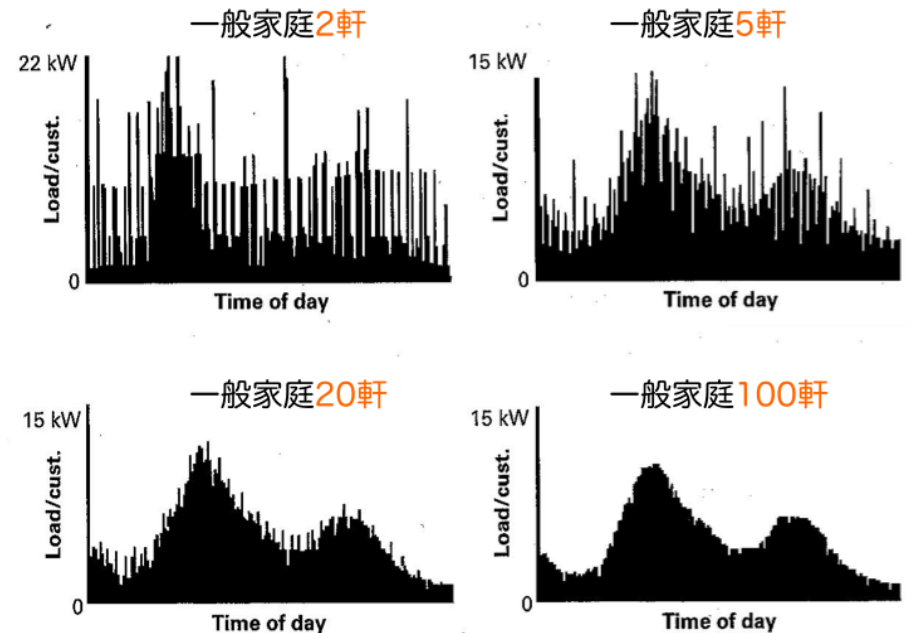 一般家庭2軒
22 kW
Load/cust.
0
Time of day
一般家庭5軒
15 kW
Load/cust.
0
Time of day
一般家庭20軒
15 kW
Load/cust.
0
Time of day
一般家庭100軒
15 kW
Load/cust.
0
Time of day